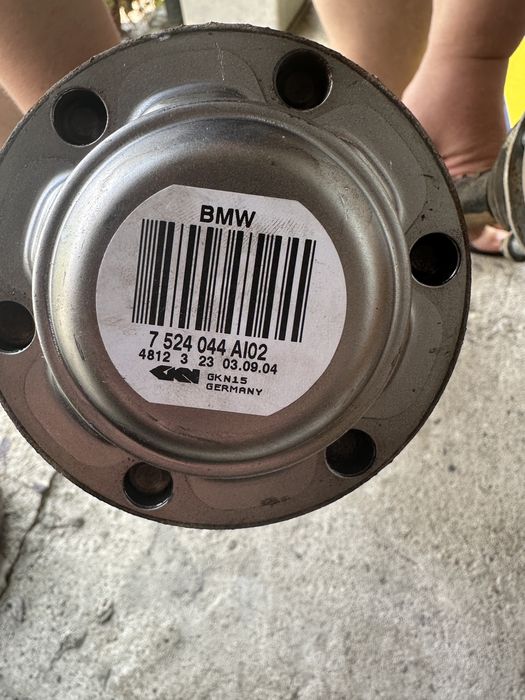 BMW
7 524 044 AI02
4812 3 23 03.09.04
GKN GKN15
GERMANY